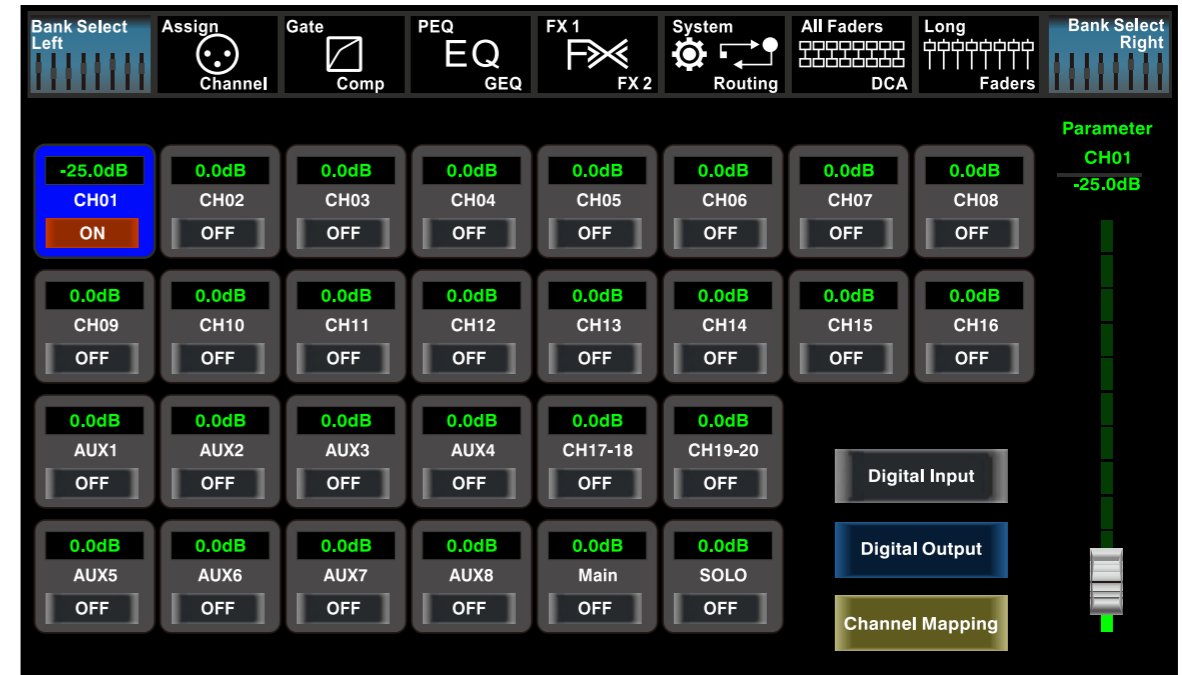 Bank Select
Left
Assign
Channel
Gate
Comp
PEQ
EQ
GEQ
FX 1
FX
FX 2
System
Routing
All Faders
DCA
Long
Faders
Bank Select
Right
Parameter
CH01
-25.0dB
-25.0dB 0.0dB 0.0dB 0.0dB 0.0dB 0.0dB 0.0dB 0.0dB
CH01 CH02 CH03 CH04 CH05 CH06 CH07 CH08
ON OFF OFF OFF OFF OFF OFF OFF
0.0dB 0.0dB 0.0dB 0.0dB 0.0dB 0.0dB 0.0dB 0.0dB
CH09 CH10 CH11 CH12 CH13 CH14 CH15 CH16
OFF OFF OFF OFF OFF OFF OFF OFF
0.0dB 0.0dB 0.0dB 0.0dB 0.0dB 0.0dB
AUX1 AUX2 AUX3 AUX4 CH17-18 CH19-20
OFF OFF OFF OFF OFF OFF
0.0dB 0.0dB 0.0dB 0.0dB 0.0dB 0.0dB
AUX5 AUX6 AUX7 AUX8 Main SOLO
OFF OFF OFF OFF OFF OFF
Digital Input
Digital Output
Channel Mapping